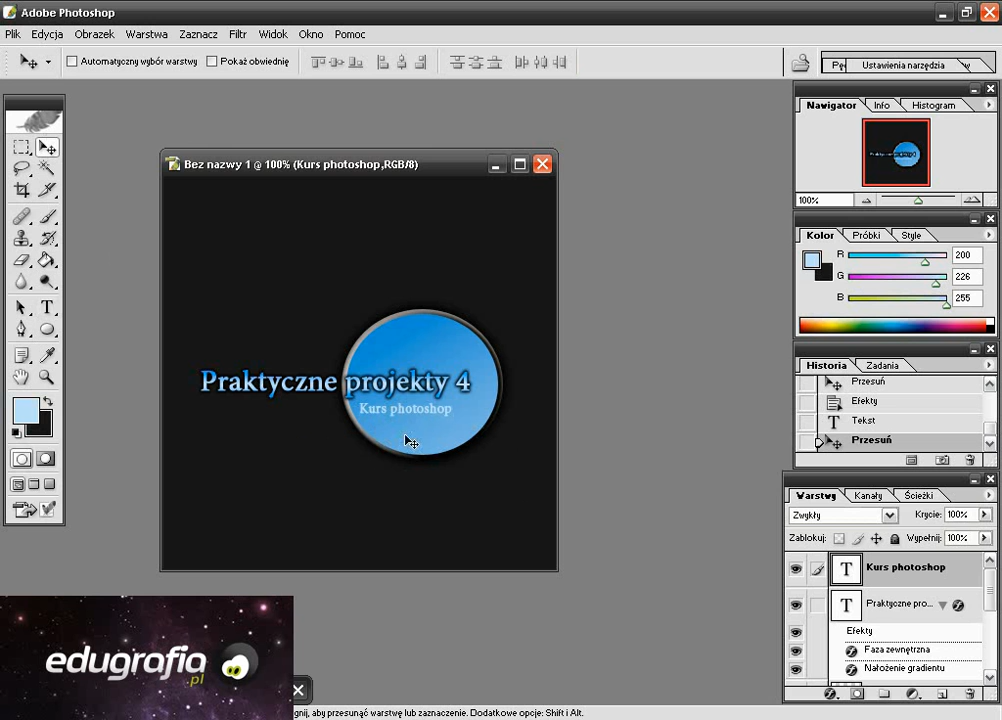 Adobe Photoshop
Plik Edycja Obrazek Warstwa Zaznacz Filtr Widok Okno Pomoc
Automatyczny wybór warstwy Pokaż obwiednię
Ustawienia narzędzia
Nawigator Info Histogram
100%
Bez nazwy 1 @ 100% (Kurs photoshop,RGB/8)
Kolor Próbki Style
R 200
G 226
B 255
Praktyczne projekty 4
Kurs photoshop
Historia Zadania
Przesuń
Efekty
Tekst
Przesuń
Warstwy Kanały Ścieżki
Zwykły Krycie: 100%
Zablokuj: Wypełnij: 100%
T Kurs photoshop
T Praktyczne pro...
Efekty
Faza zewnętrzna
Nałożenie gradientu
edugrafia
.pl
gnij, aby przesunąć warstwę lub zaznaczenie. Dodatkowe opcje: Shift i Alt.